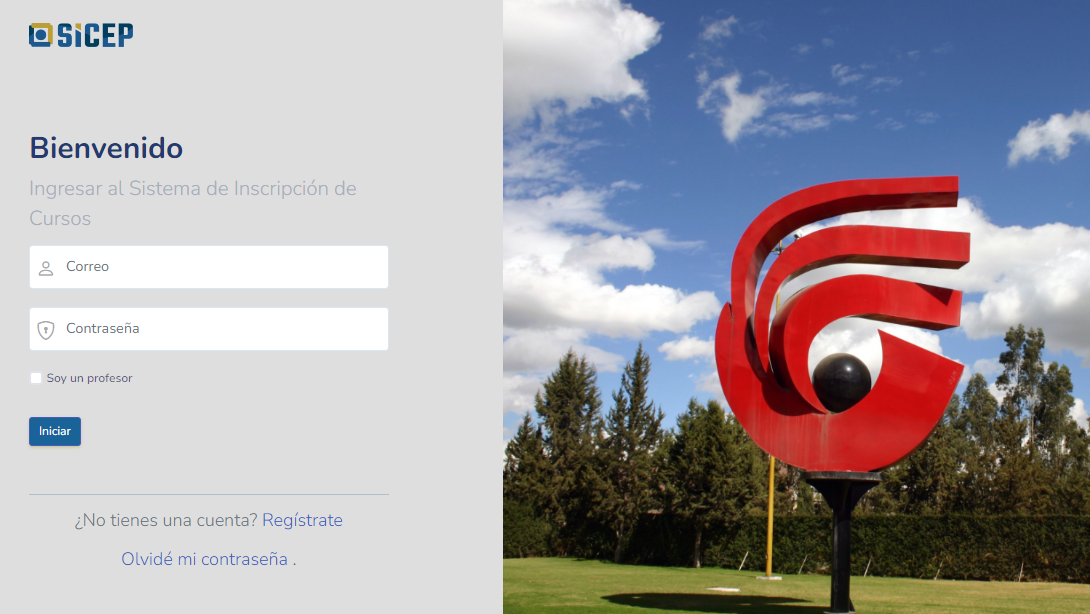 SiCEP
Bienvenido
Ingresar al Sistema de Inscripción de
Cursos
Correo
Contraseña
Soy un profesor
Iniciar
¿No tienes una cuenta? Regístrate
Olvidé mi contraseña .